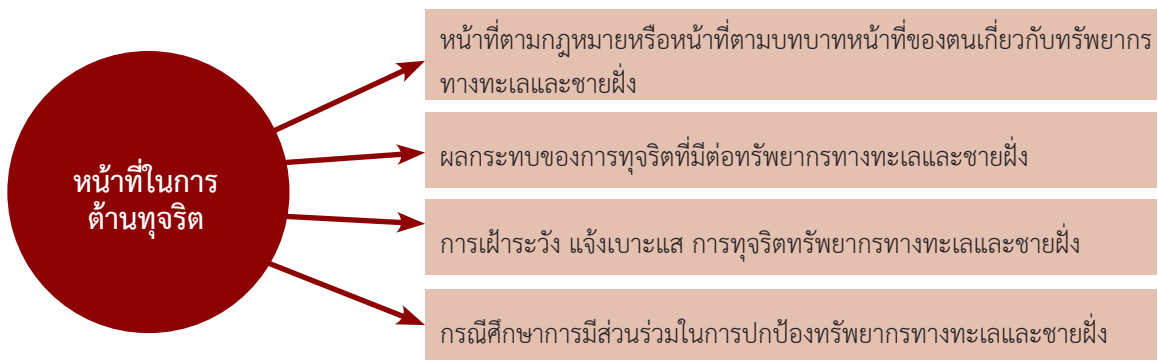 หน้าที่ในการ
ต้านทุจริต
หน้าที่ตามกฎหมายหรือหน้าที่ตามบทบาทหน้าที่ของตนเกี่ยวกับทรัพยากร
ทางทะเลและชายฝั่ง
ผลกระทบของการทุจริตที่มีต่อทรัพยากรทางทะเลและชายฝั่ง
การเฝ้าระวัง แจ้งเบาะแส การทุจริตทรัพยากรทางทะเลและชายฝั่ง
กรณีศึกษาการมีส่วนร่วมในการปกป้องทรัพยากรทางทะเลและชายฝั่ง